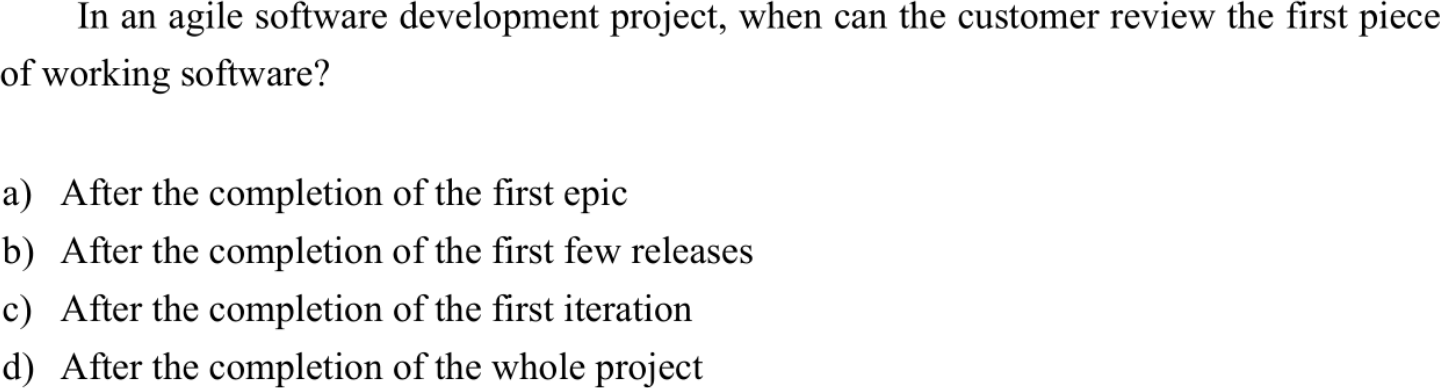 In an agile software development project, when can the customer review the first piece
of working software?
a) After the completion of the first epic
b) After the completion of the first few releases
c) After the completion of the first iteration
d) After the completion of the whole project